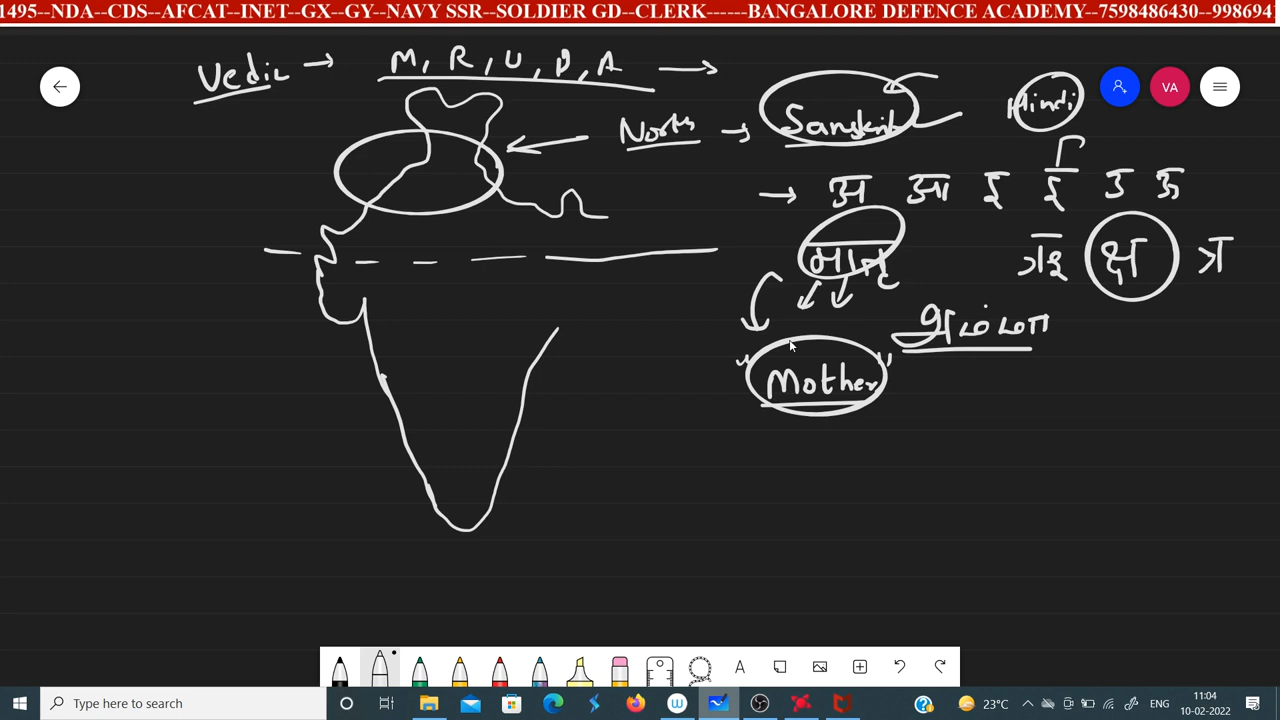 1495--NDA--CDS--AFCAT--INET--GX--GY--NAVY SSR--SOLDIER GD--CLERK-----BANGALORE DEFENCE ACADEMY--7598486430--998694
Vedic → M, R, U, P, A →
North → Sanskrit
Hindi
VA
→ अ आ इ ई उ ऊ
क्ष
"Mother"
Type here to search
23°C
11:04
10-02-2022